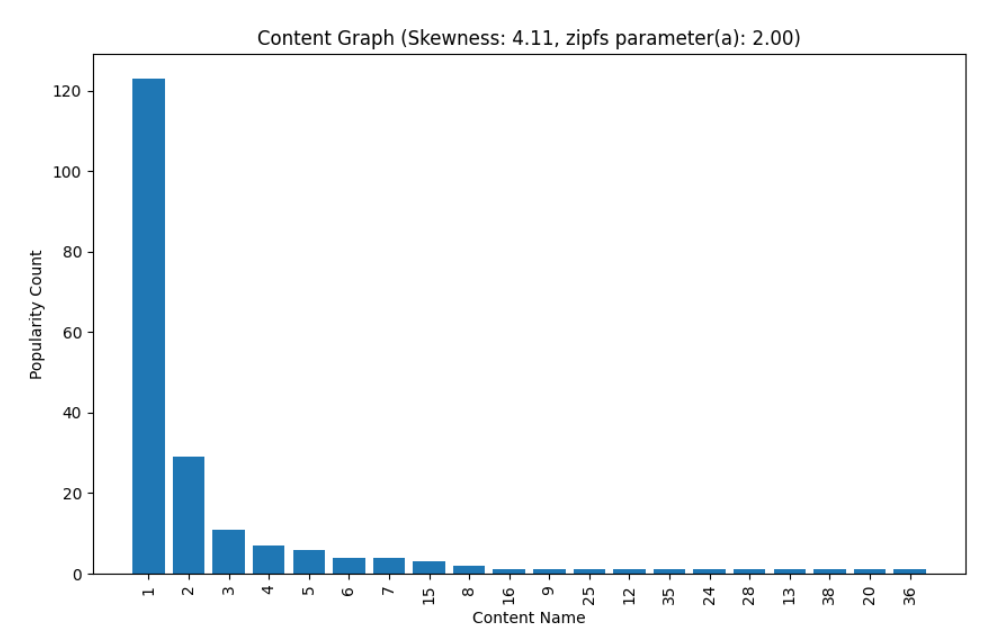 Content Graph (Skewness: 4.11, zipfs parameter(a): 2.00)
Popularity Count
120
100
80
60
40
20
0
1 2 3 4 5 6 7 15 8 16 9 25 12 35 24 28 13 38 20 36
Content Name